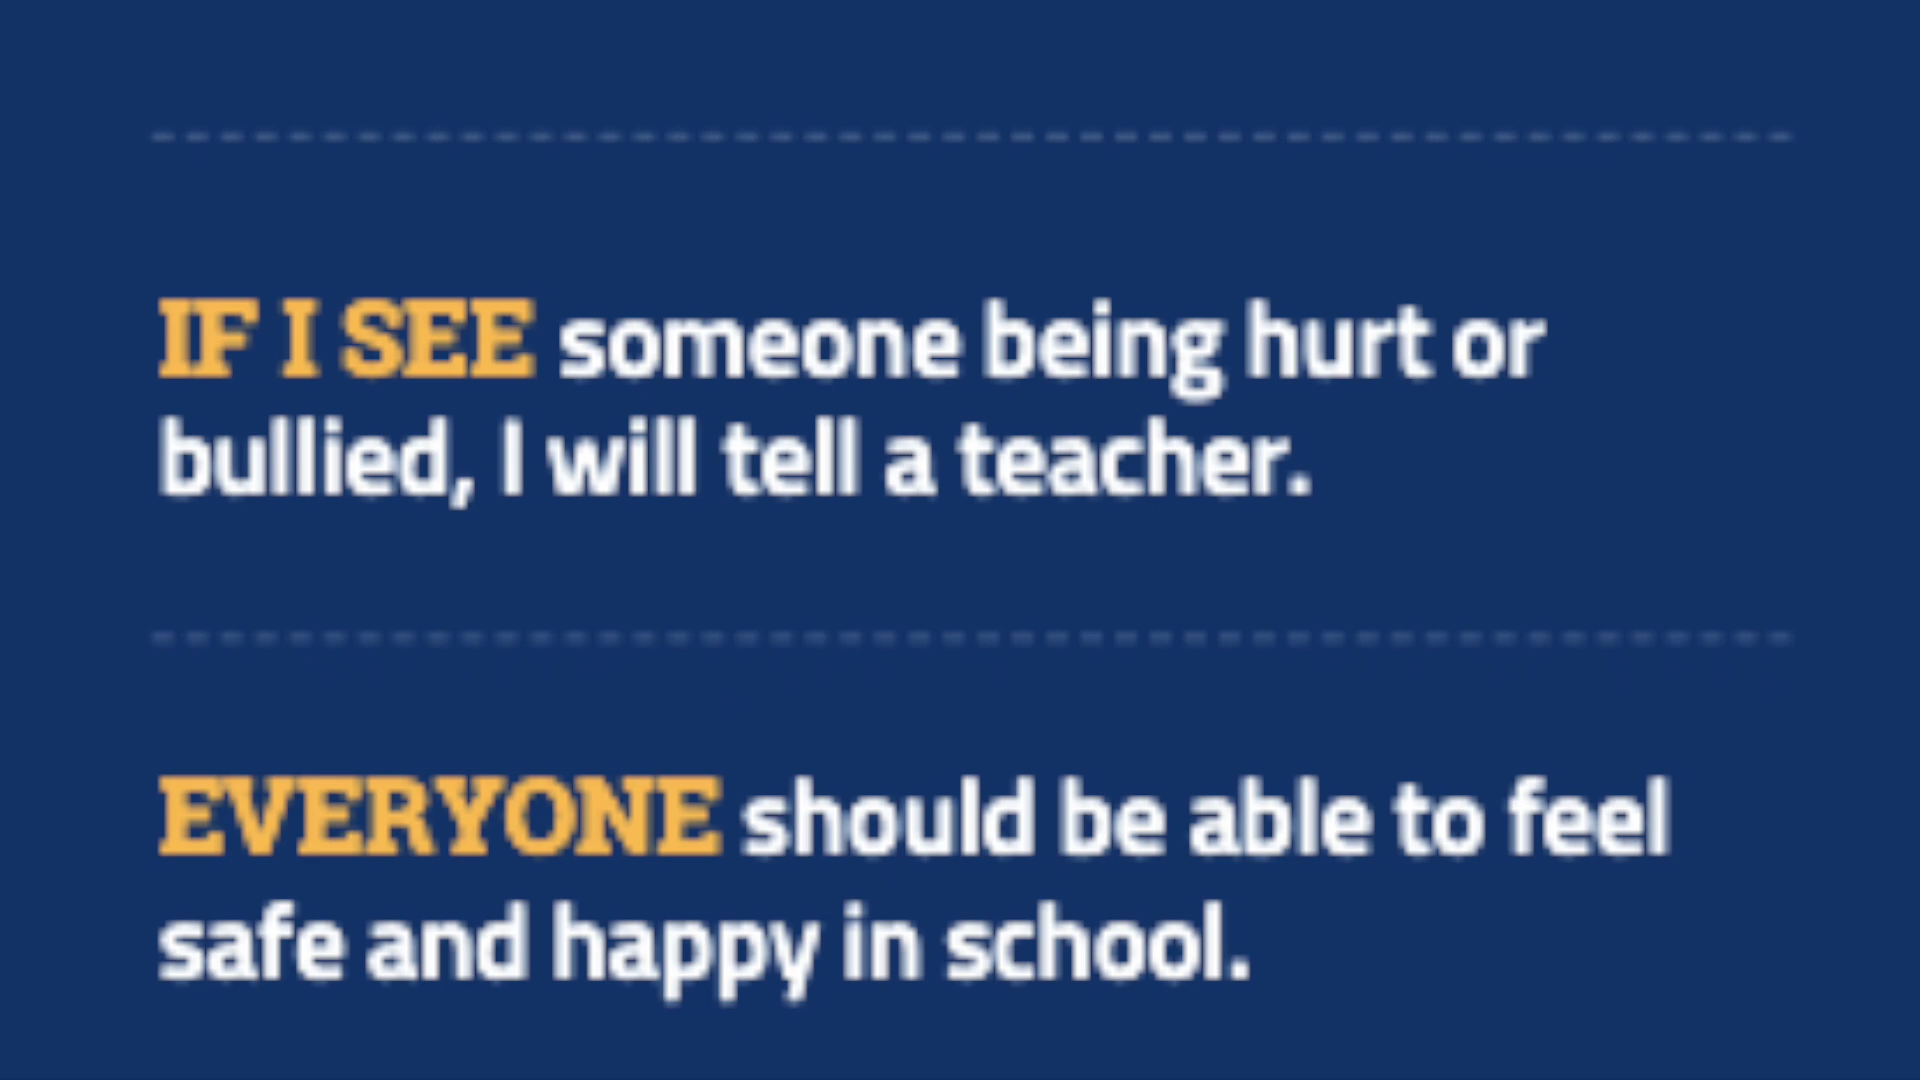 IF I SEE someone being hurt or
bullied, I will tell a teacher.
EVERYONE should be able to feel
safe and happy in school.